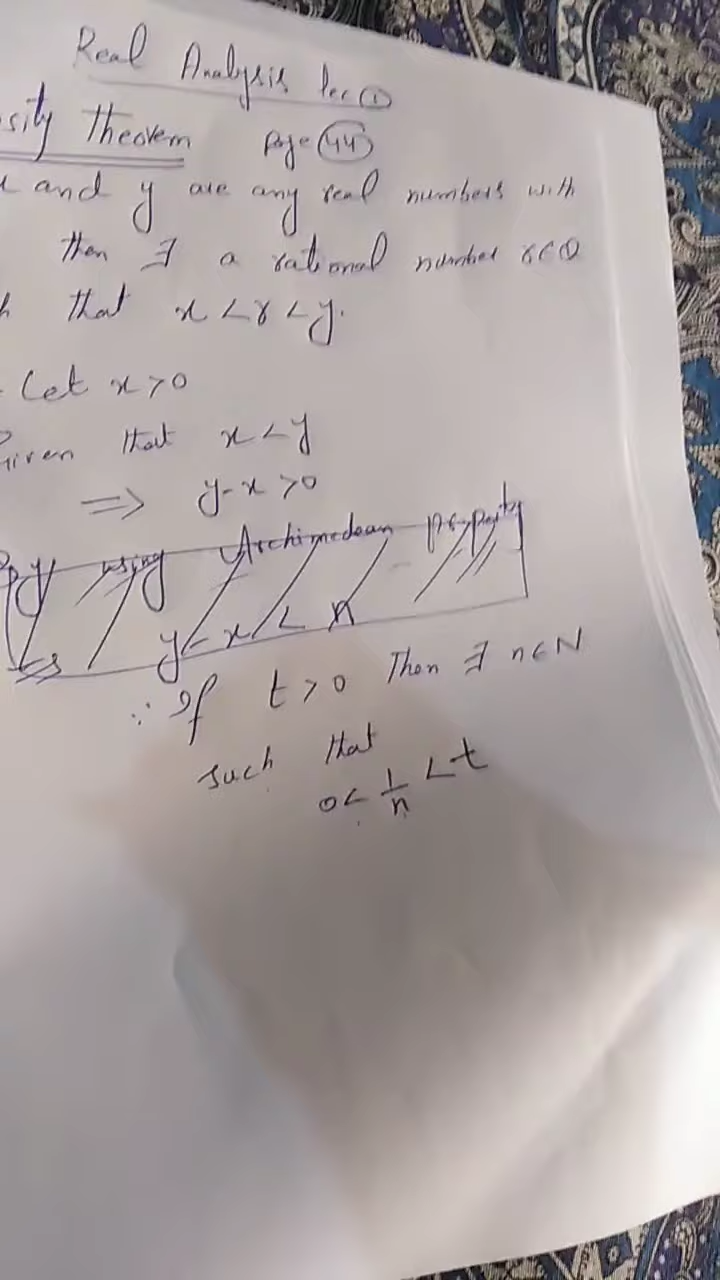 Real Analysis Lec ①
sity Theorem Page 44
and y are any real numbers with
then ∃ a rational number r∈Q
that x < r < y.
Let x > 0
Given that x < y
⇒ y-x > 0
using Archimedean property
y-x < n
∵ If t > 0 Then ∃ n∈N
such that
0 < 1/n < t